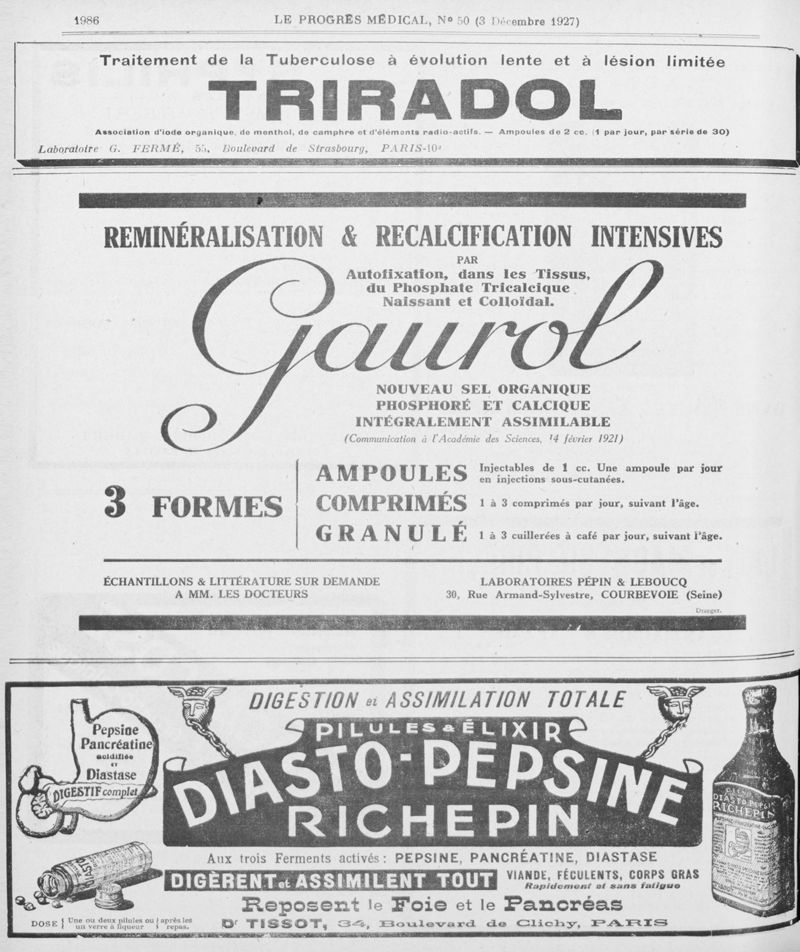 1986
LE PROGRÈS MÉDICAL, No 50 (3 Décembre 1927)
Traitement de la Tuberculose à évolution lente et à lésion limitée
TRIRADOL
Association d'iode organique, de menthol, de camphre et d'éléments radio-actifs. — Ampoules de 2 cc. (1 par jour, par série de 30)
Laboratoire G. FERMÉ, 55, Boulevard de Strasbourg, PARIS-10e
REMINÉRALISATION & RECALCIFICATION INTENSIVES
PAR
Autofixation, dans les Tissus,
du Phosphate Tricalcique
Naissant et Colloïdal.
Gaurol
NOUVEAU SEL ORGANIQUE
PHOSPHORÉ ET CALCIQUE
INTÉGRALEMENT ASSIMILABLE
(Communication à l'Académie des Sciences, 14 février 1921)
3 FORMES
AMPOULES Injectables de 1 cc. Une ampoule par jour
en injections sous-cutanées.
COMPRIMÉS 1 à 3 comprimés par jour, suivant l'âge.
GRANULÉ 1 à 3 cuillerées à café par jour, suivant l'âge.
ÉCHANTILLONS & LITTÉRATURE SUR DEMANDE
A MM. LES DOCTEURS
LABORATOIRES PÉPIN & LEBOUCQ
30, Rue Armand-Sylvestre, COURBEVOIE (Seine)
Draeger.
DIGESTION et ASSIMILATION TOTALE
PILULES & ÉLIXIR
DIASTO-PEPSINE
RICHEPIN
Pepsine
Pancréatine
acidifiée
ET
Diastase
DIGESTIF complet
DIASTO-PEPSINE
RICHEPIN
Aux trois Ferments activés : PEPSINE, PANCRÉATINE, DIASTASE
DIGÈRENT et ASSIMILENT TOUT
VIANDE, FÉCULENTS, CORPS GRAS
Rapidement et sans fatigue
Reposent le Foie et le Pancréas
DOSE { Une ou deux pilules ou } après les
un verre à liqueur } repas.
Dr TISSOT, 34, Boulevard de Clichy, PARIS